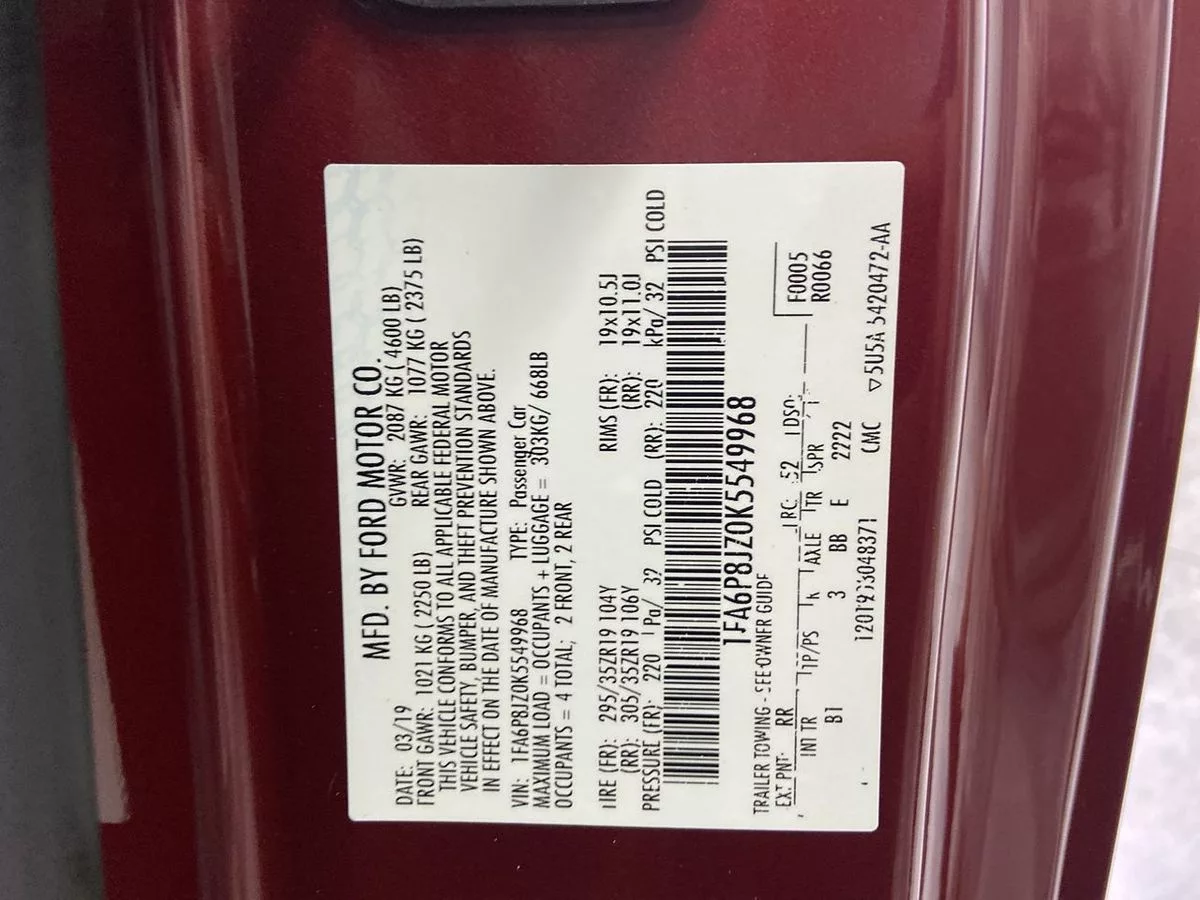 MFD. BY FORD MOTOR CO.
DATE: 03/19 GVWR: 2087 KG ( 4600 LB)
FRONT GAWR: 1021 KG ( 2250 LB) REAR GAWR: 1077 KG ( 2375 LB)
THIS VEHICLE CONFORMS TO ALL APPLICABLE FEDERAL MOTOR
VEHICLE SAFETY, BUMPER, AND THEFT PREVENTION STANDARDS
IN EFFECT ON THE DATE OF MANUFACTURE SHOWN ABOVE.
VIN: 1FA6P8JZ0K5549968 TYPE: Passenger Car
MAXIMUM LOAD = OCCUPANTS + LUGGAGE = 303KG/ 668LB
OCCUPANTS = 4 TOTAL; 2 FRONT, 2 REAR
TIRE (FR): 295/35ZR19 104Y RIMS (FR): 19x10.5J
(RR): 305/35ZR19 106Y (RR): 19x11.0J
PRESSURE (FR): 220 kPa/ 32 PSI COLD (RR): 220 kPa/ 32 PSI COLD
1FA6P8JZ0K5549968
TRAILER TOWING - SEE OWNER GUIDE
F0005
R0066
EXT PNT: RR RC: 52 DSO:
INT TR TP/PS AXLE TR SPR
B1 3 BB E 2222
CMC 5U5A 5420472-AA